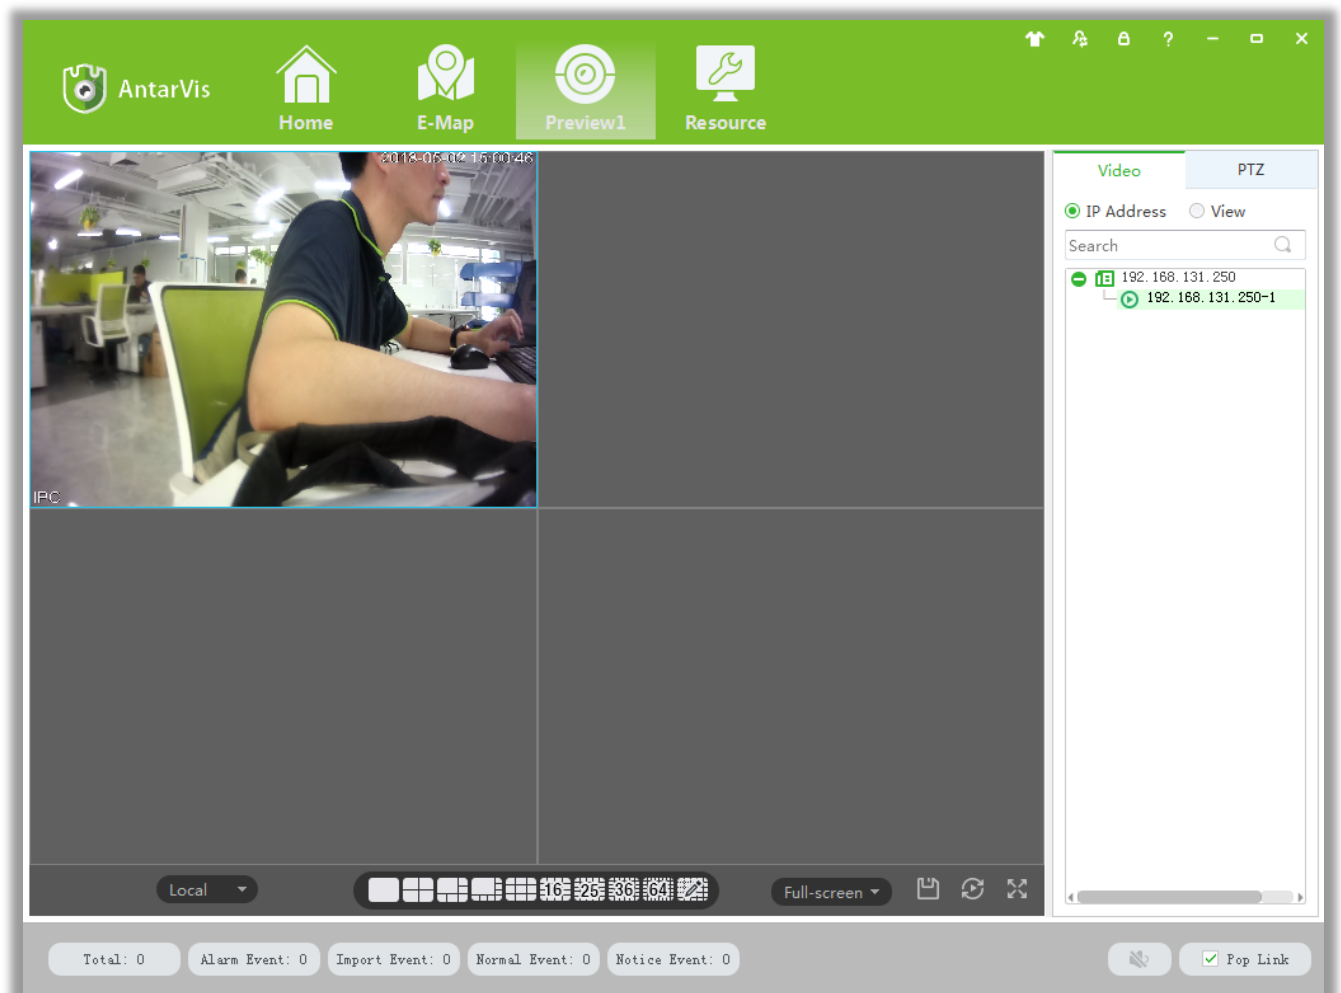 AntarVis
Home
E-Map
Preview1
Resource
?
2018-05-02 15:00:46
IPC
Video
PTZ
IP Address
View
Search
192.168.131.250
192.168.131.250-1
Local
16
25
36
64
Full-screen
Total: 0
Alarm Event: 0
Import Event: 0
Normal Event: 0
Notice Event: 0
Pop Link